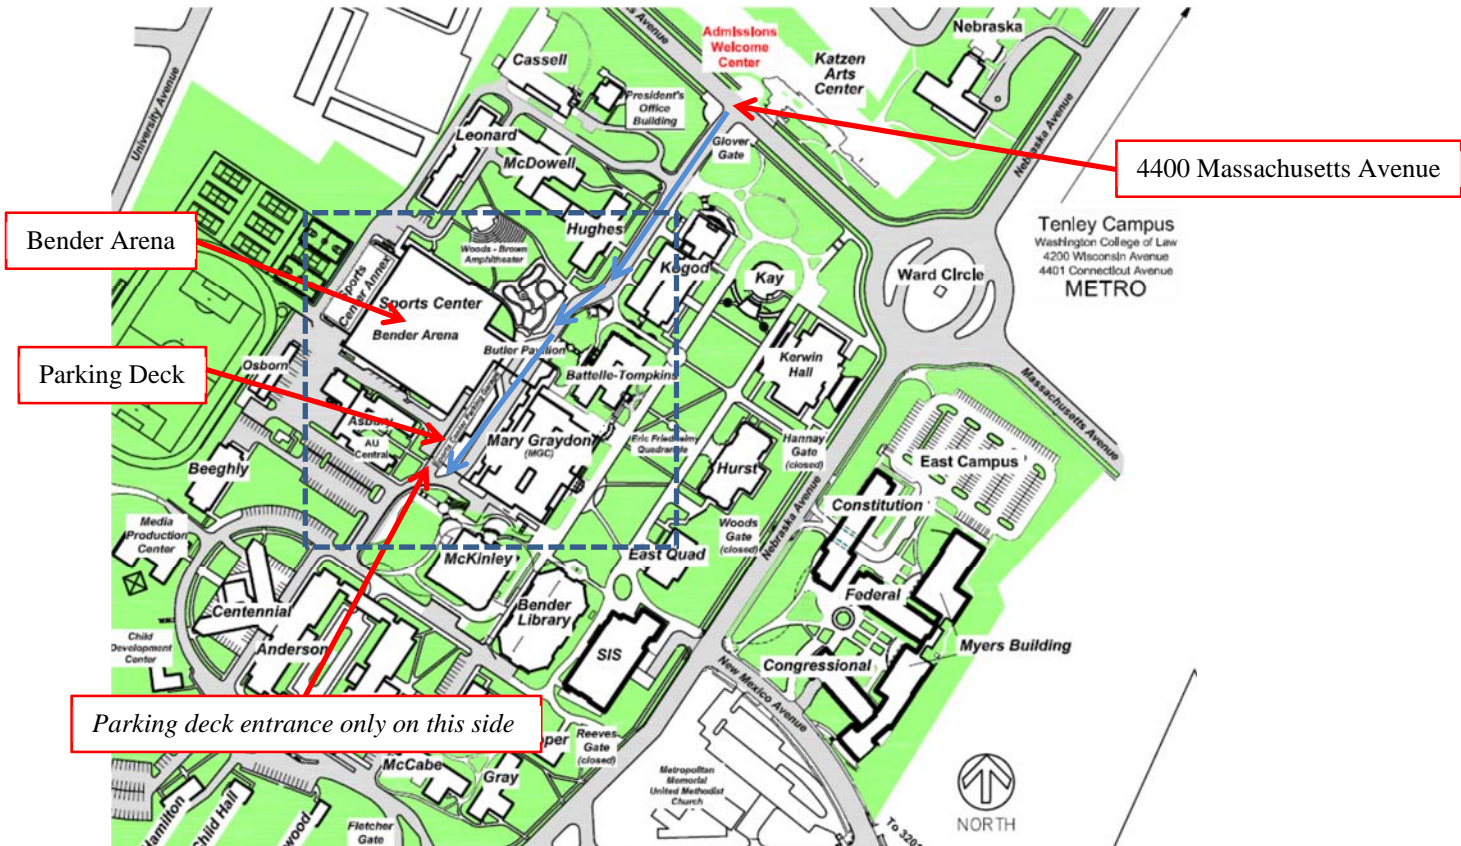 s Avenue
Admissions
Welcome
Center
Nebraska
Cassell
Katzen
Arts
Center
President's
Office
Building
University Avenue
Leonard
Glover
Gate
Nebraska Avenue
4400 Massachusetts Avenue
McDowell
Tenley Campus
Washington College of Law
4200 Wisconsin Avenue
4401 Connecticut Avenue
METRO
Bender Arena
Hughes
Woods - Brown
Amphitheater
Kogod
Kay
Ward Circle
Sports
Center Annex
Sports Center
Bender Arena
Butler Pavilion
Kerwin
Hall
Osborn
Parking Deck
Battelle-Tompkins
Massachusetts Avenue
Asbury
AU
Central
Mary Graydon
(MGC)
Quadrangle
Hannay
Gate
(closed)
Beeghly
Hurst
East Campus
Constitution
Media
Production
Center
Woods
Gate
(closed)
Nebraska Avenue
McKinley
East Quad
Centennial
Bender
Library
Federal
Child
Development
Center
Anderson
SIS
Congressional
Myers Building
New Mexico Avenue
Parking deck entrance only on this side
per
Reeves
Gate
(closed)
McCabe
Gray
Metropolitan
Memorial
United Methodist
Church
Hamilton
Child Hall
wood
Fletcher
Gate
To 320
NORTH